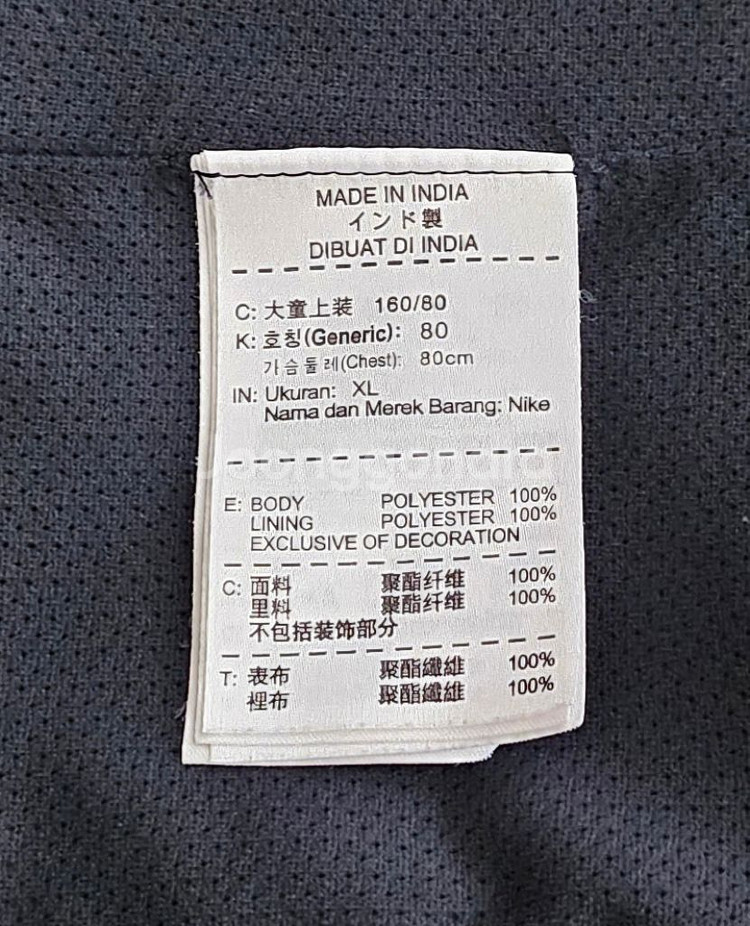 MADE IN INDIA
インド製
DIBUAT DI INDIA
C: 大童上装 160/80
K: 호칭(Generic): 80
가슴둘레(Chest): 80cm
IN: Ukuran: XL
Nama dan Merek Barang: Nike
E: BODY POLYESTER 100%
LINING POLYESTER 100%
EXCLUSIVE OF DECORATION
C: 面料 聚酯纤维 100%
里料 聚酯纤维 100%
不包括装饰部分
T: 表布 聚酯纖維 100%
裡布 聚酯纖維 100%